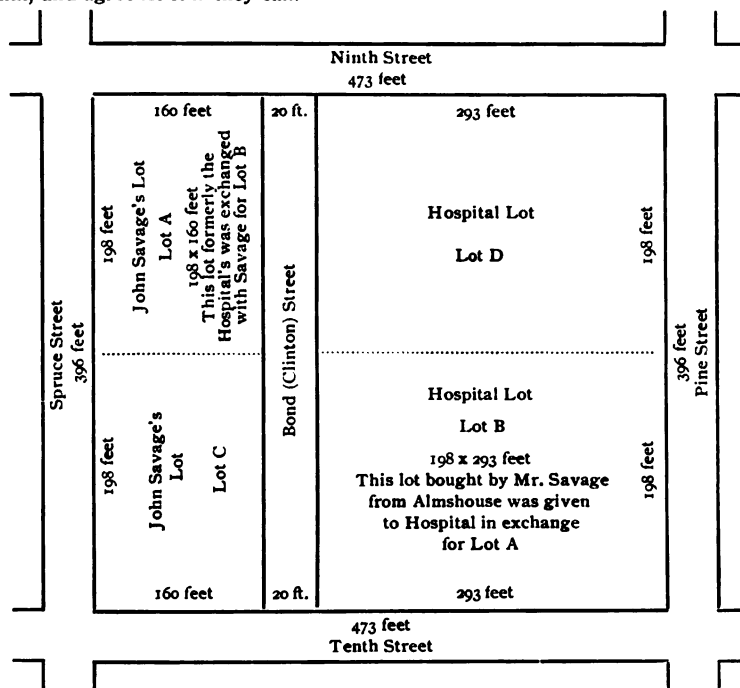 Ninth Street
473 feet
160 feet
20 ft.
293 feet
198 feet
John Savage's Lot
Lot A
198 x 160 feet
This lot formerly the
Hospital's was exchanged
with Savage for Lot B
Hospital Lot
Lot D
198 feet
Spruce Street
396 feet
Bond (Clinton) Street
396 feet
Pine Street
198 feet
John Savage's
Lot
Lot C
Hospital Lot
Lot B
198 x 293 feet
This lot bought by Mr. Savage
from Almshouse was given
to Hospital in exchange
for Lot A
198 feet
160 feet
20 ft.
293 feet
473 feet
Tenth Street